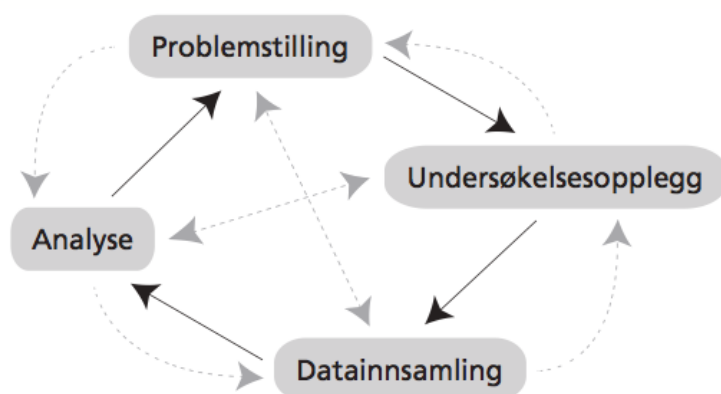 Problemstilling
Undersøkelsesopplegg
Analyse
Datainnsamling